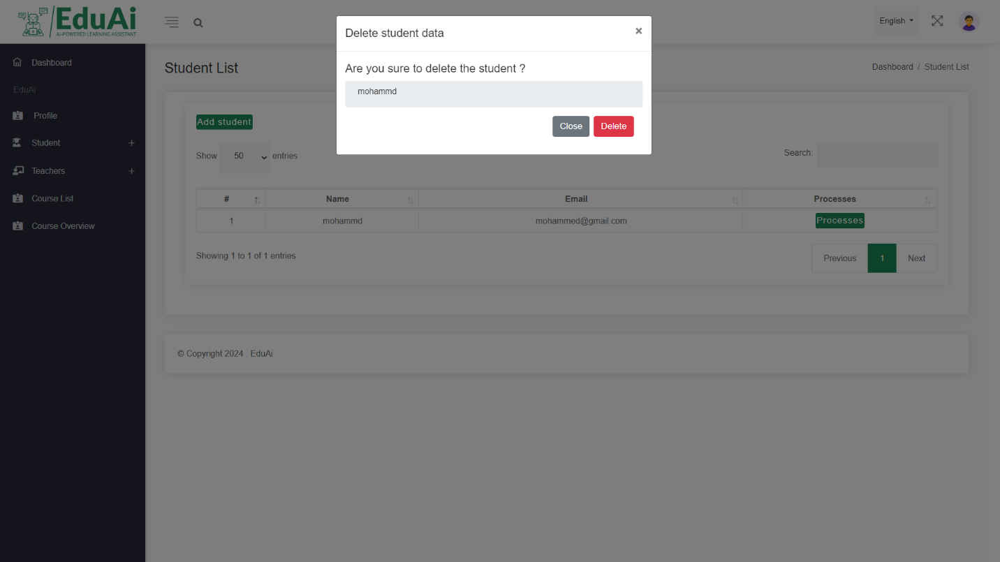 EduAi
AI-POWERED LEARNING ASSISTANT
English
Delete student data
×
Are you sure to delete the student ?
mohammd
Close
Delete
Dashboard
EduAi
Profile
Student
Teachers
Course List
Course Overview
Student List
Dashboard / Student List
Add student
Show 50 entries
Search:
# Name Email Processes
1 mohammd mohammed@gmail.com Processes
Showing 1 to 1 of 1 entries
Previous 1 Next
© Copyright 2024 . EduAi